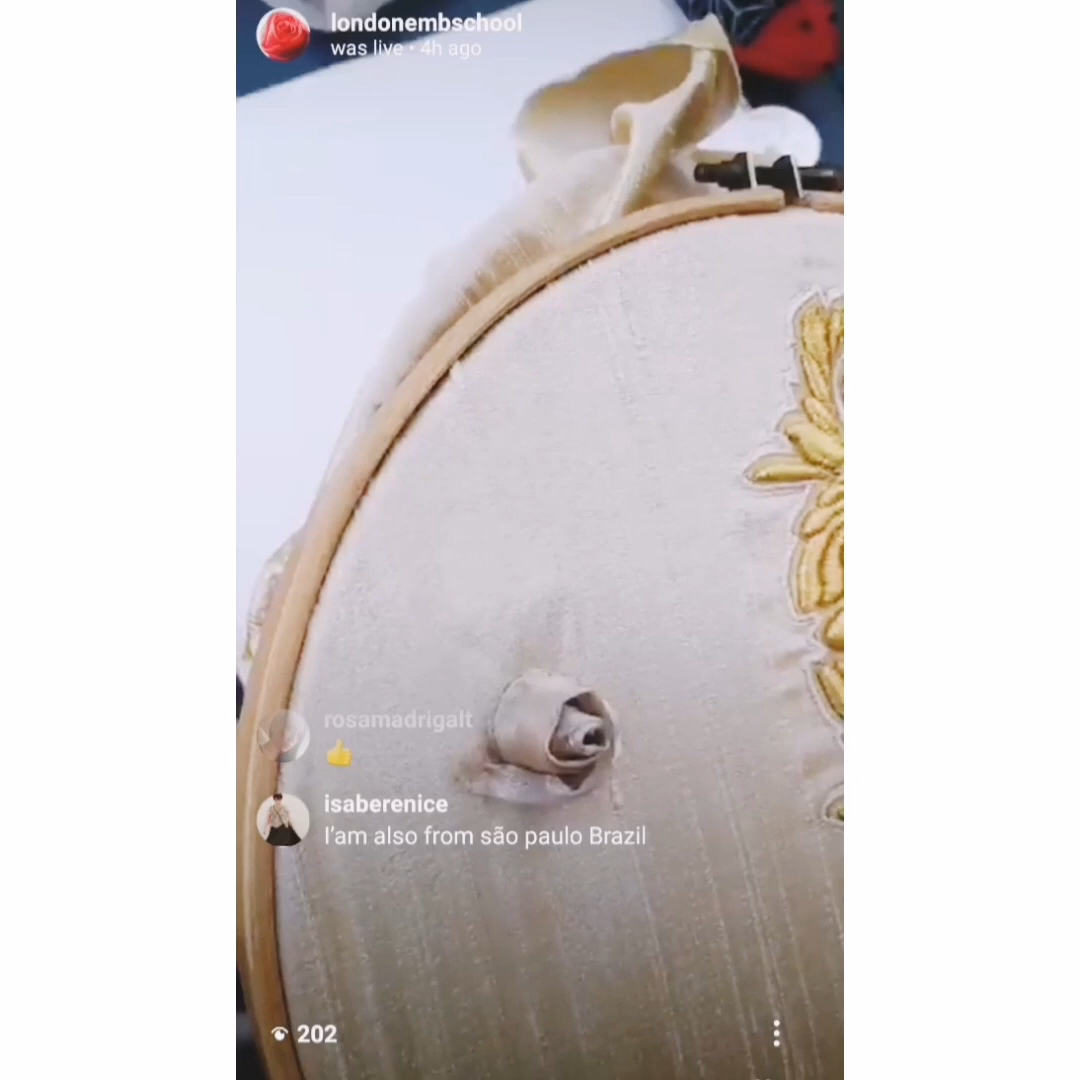 londonembschool
was live • 4h ago
rosamadrigalt
👍
isaberenice
I'am also from são paulo Brazil
202